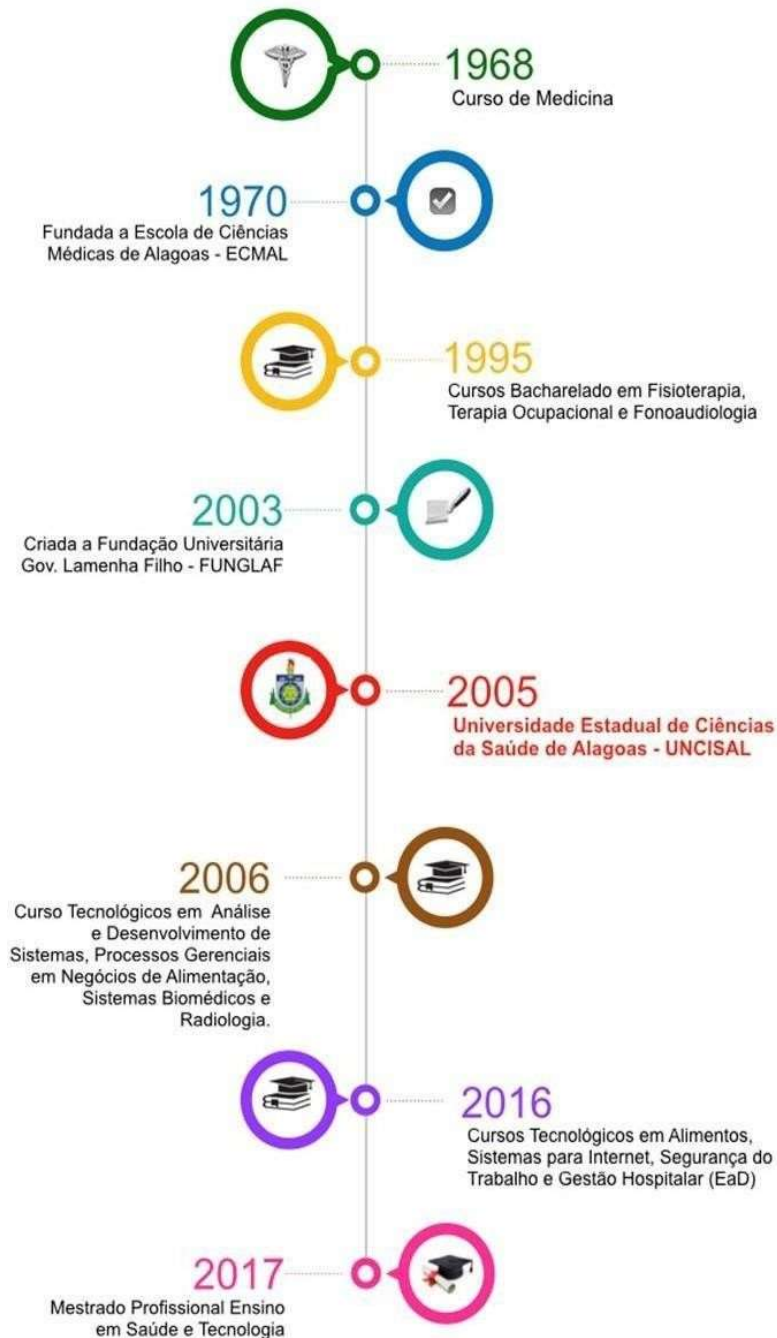 1968
Curso de Medicina
1970
Fundada a Escola de Ciências
Médicas de Alagoas - ECMAL
1995
Cursos Bacharelado em Fisioterapia,
Terapia Ocupacional e Fonoaudiologia
2003
Criada a Fundação Universitária
Gov. Lamenha Filho - FUNGLAF
2005
Universidade Estadual de Ciências
da Saúde de Alagoas - UNCISAL
2006
Curso Tecnológicos em Análise
e Desenvolvimento de
Sistemas, Processos Gerenciais
em Negócios de Alimentação,
Sistemas Biomédicos e
Radiologia.
2016
Cursos Tecnológicos em Alimentos,
Sistemas para Internet, Segurança do
Trabalho e Gestão Hospitalar (EaD)
2017
Mestrado Profissional Ensino
em Saúde e Tecnologia